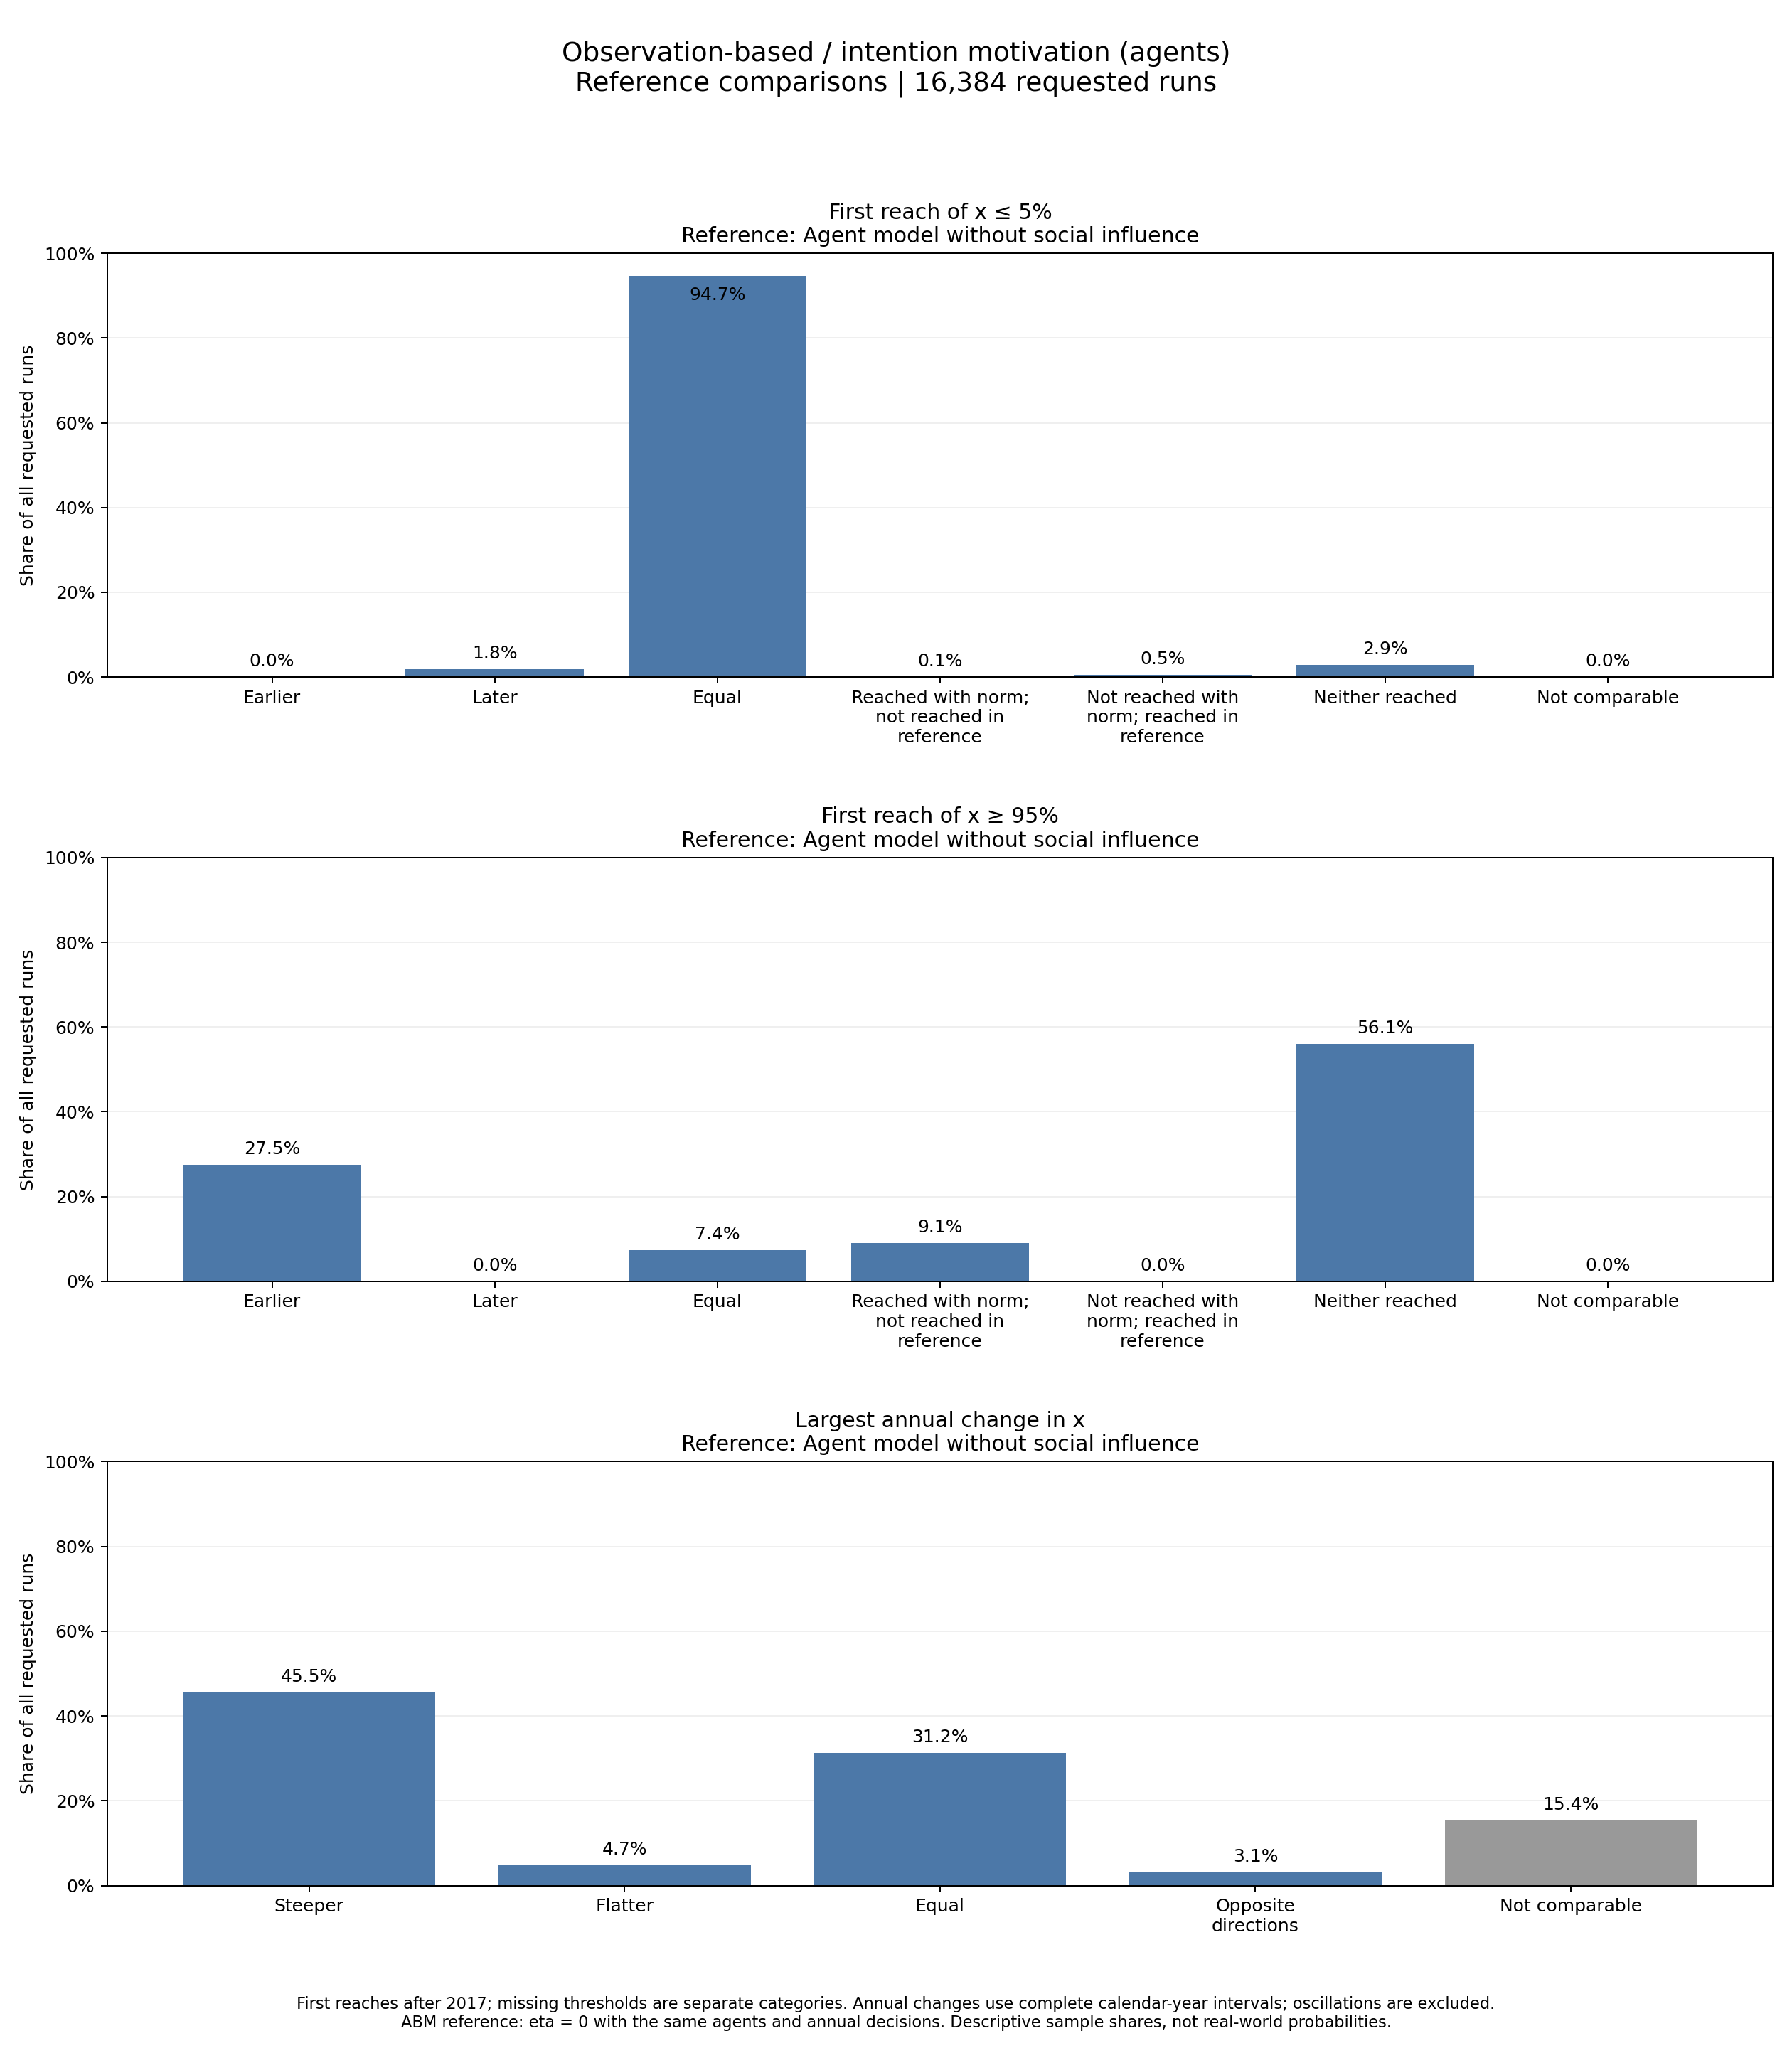 Observation-based / intention motivation (agents)
Reference comparisons | 16,384 requested runs
First reach of x ≤ 5%
Reference: Agent model without social influence
Share of all requested runs
100%
80%
60%
40%
20%
0%
0.0%
1.8%
94.7%
0.1%
0.5%
2.9%
0.0%
Earlier
Later
Equal
Reached with norm;
not reached in
reference
Not reached with
norm; reached in
reference
Neither reached
Not comparable
First reach of x ≥ 95%
Reference: Agent model without social influence
Share of all requested runs
100%
80%
60%
40%
20%
0%
27.5%
0.0%
7.4%
9.1%
0.0%
56.1%
0.0%
Earlier
Later
Equal
Reached with norm;
not reached in
reference
Not reached with
norm; reached in
reference
Neither reached
Not comparable
Largest annual change in x
Reference: Agent model without social influence
Share of all requested runs
100%
80%
60%
40%
20%
0%
45.5%
4.7%
31.2%
3.1%
15.4%
Steeper
Flatter
Equal
Opposite
directions
Not comparable
First reaches after 2017; missing thresholds are separate categories. Annual changes use complete calendar-year intervals; oscillations are excluded.
ABM reference: eta = 0 with the same agents and annual decisions. Descriptive sample shares, not real-world probabilities.